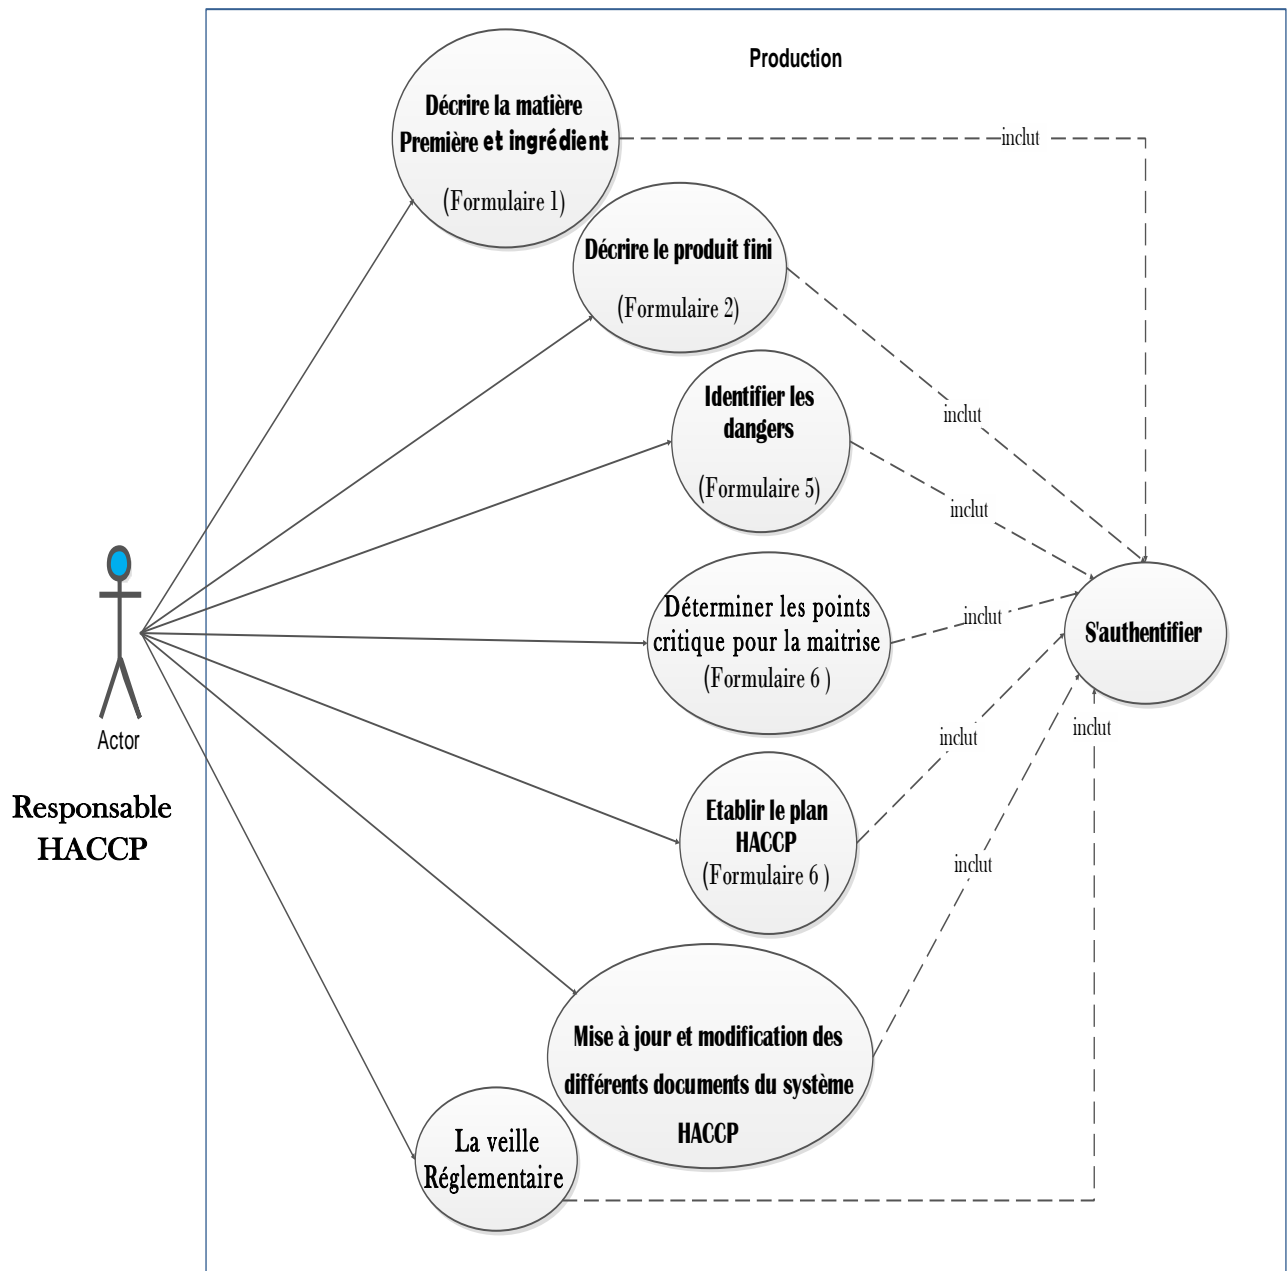 Production
Décrire la matière
Première et ingrédient
(Formulaire 1)
inclut
Décrire le produit fini
(Formulaire 2)
inclut
Identifier les
dangers
(Formulaire 5)
inclut
Déterminer les points
critique pour la maitrise
(Formulaire 6 )
inclut
S'authentifier
Actor
Responsable
HACCP
Etablir le plan
HACCP
(Formulaire 6 )
inclut
inclut
Mise à jour et modification des
différents documents du système
HACCP
inclut
La veille
Réglementaire